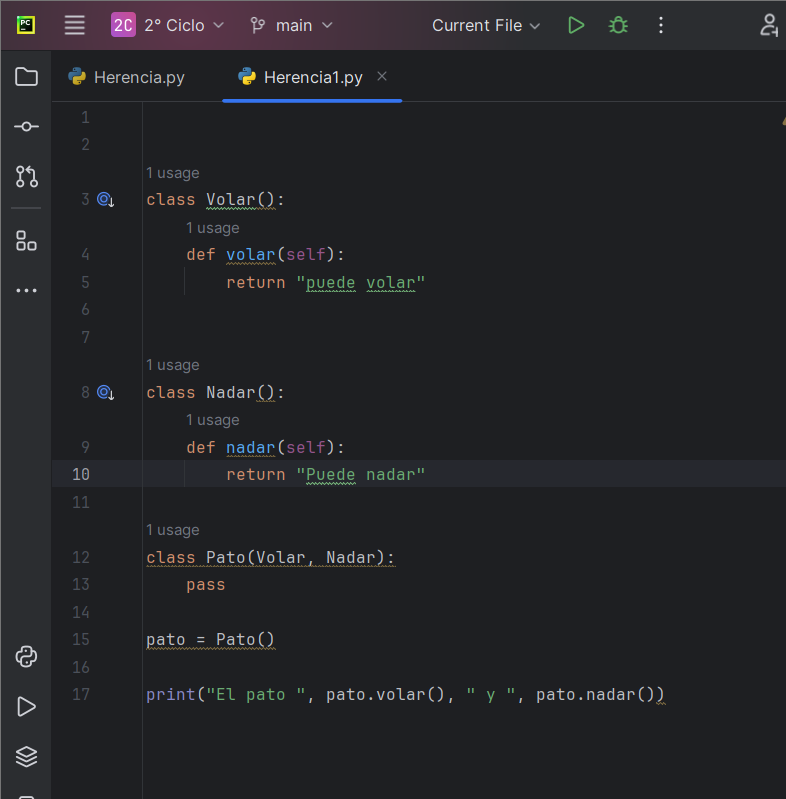 PC
2C 2° Ciclo main Current File
Herencia.py Herencia1.py
1
2
1 usage
3 class Volar():
1 usage
4 def volar(self):
5 return "puede volar"
6
7
1 usage
8 class Nadar():
1 usage
9 def nadar(self):
10 return "Puede nadar"
11
1 usage
12 class Pato(Volar, Nadar):
13 pass
14
15 pato = Pato()
16
17 print("El pato ", pato.volar(), " y ", pato.nadar())